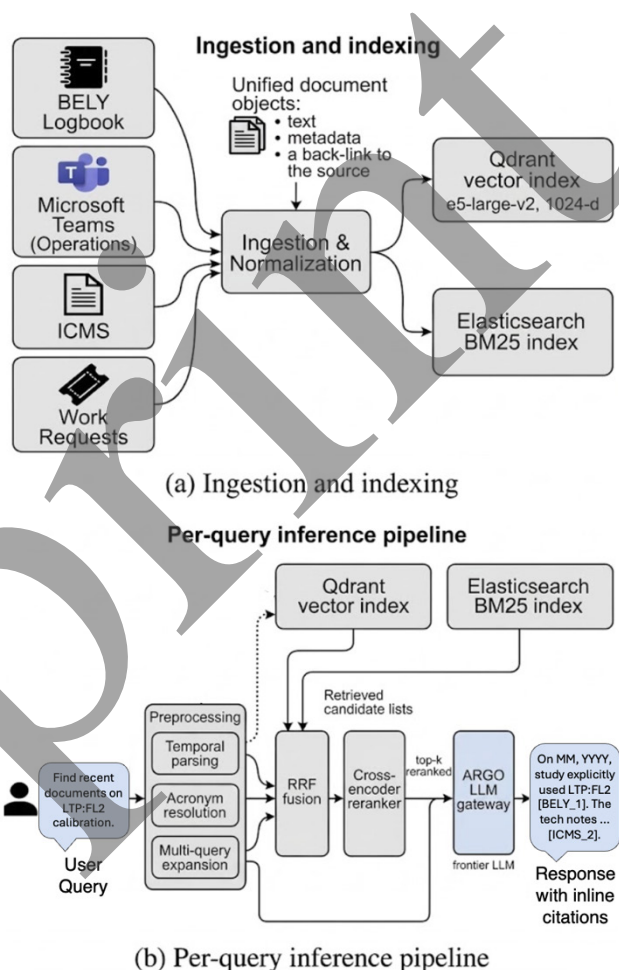 Ingestion and indexing
BELY
Logbook
Unified document
objects:
• text
• metadata
• a back-link to
the source
Microsoft
Teams
(Operations)
Ingestion &
Normalization
Qdrant
vector index
e5-large-v2, 1024-d
ICMS
Elasticsearch
BM25 index
Work
Requests
(a) Ingestion and indexing
Per-query inference pipeline
Qdrant
vector index
Elasticsearch
BM25 index
Retrieved
candidate lists
Preprocessing
Temporal
parsing
Acronym
resolution
Multi-query
expansion
Find recent
documents on
LTP:FL2
calibration.
User
Query
RRF
fusion
Cross-
encoder
reranker
top-k
reranked
ARGO
LLM
gateway
frontier LLM
On MM, YYYY,
study explicitly
used LTP:FL2
[BELY_1]. The
tech notes ...
[ICMS_2].
Response
with inline
citations
(b) Per-query inference pipeline
print